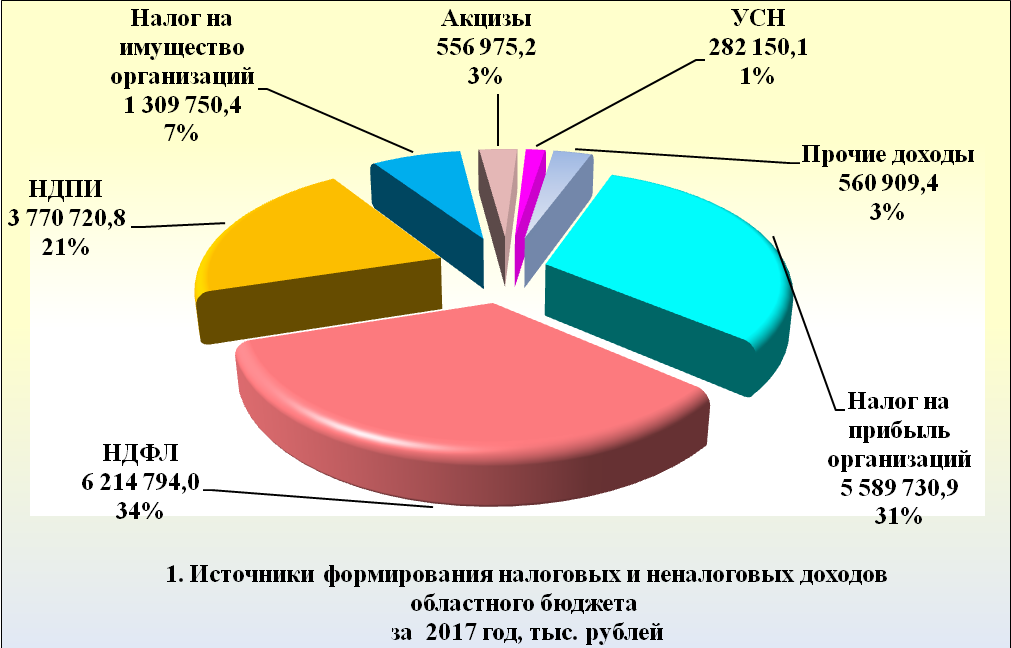 Налог на
имущество
организаций
1 309 750,4
7%
Акцизы
556 975,2
3%
УСН
282 150,1
1%
Прочие доходы
560 909,4
3%
НДПИ
3 770 720,8
21%
Налог на
прибыль
организаций
5 589 730,9
31%
НДФЛ
6 214 794,0
34%
1. Источники формирования налоговых и неналоговых доходов
областного бюджета
за 2017 год, тыс. рублей